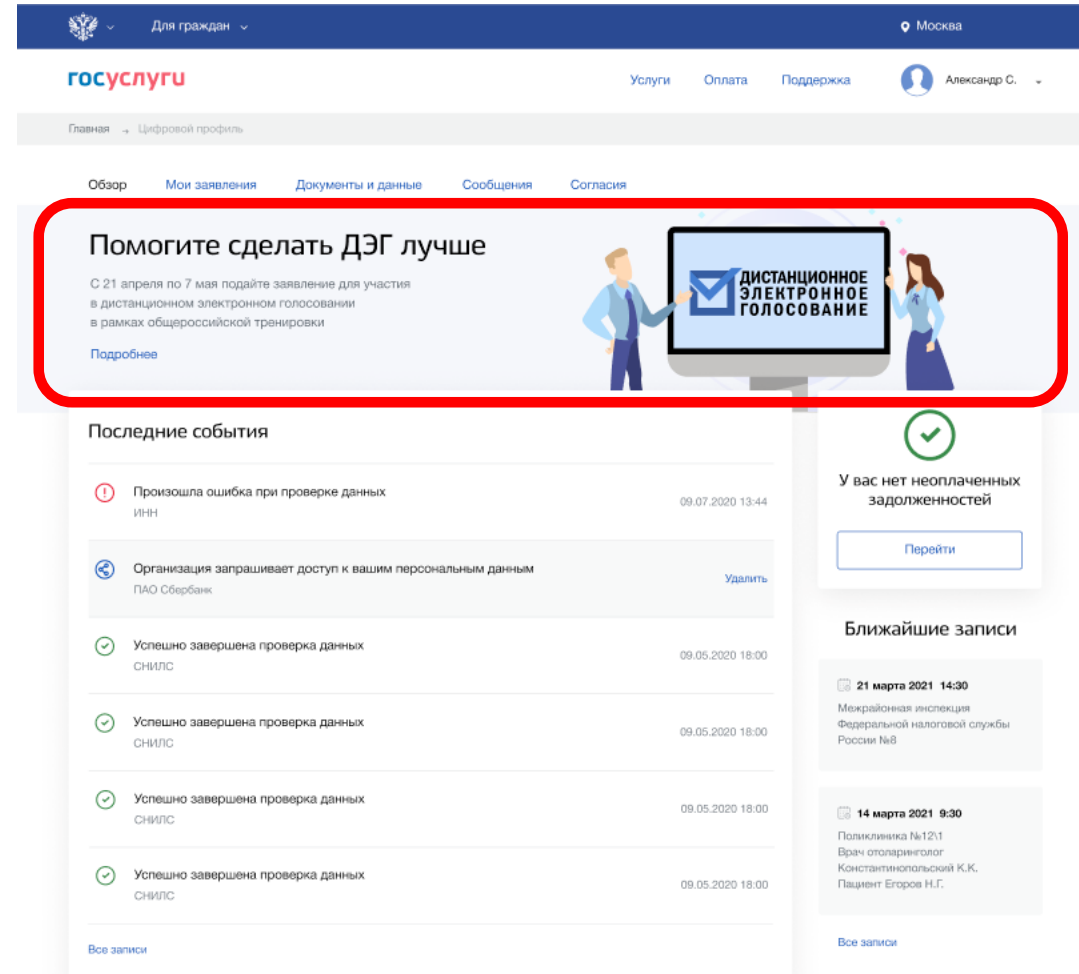 Для граждан
Москва
госуслуги
Услуги Оплата Поддержка Александр С.
Главная → Цифровой профиль
Обзор Мои заявления Документы и данные Сообщения Согласия
Помогите сделать ДЭГ лучше
С 21 апреля по 7 мая подайте заявление для участия
в дистанционном электронном голосовании
в рамках общероссийской тренировки
Подробнее
ДИСТАНЦИОННОЕ
ЭЛЕКТРОННОЕ
ГОЛОСОВАНИЕ
Последние события
Произошла ошибка при проверке данных
ИНН
09.07.2020 13:44
Организация запрашивает доступ к вашим персональным данным
ПАО Сбербанк
Удалить
Успешно завершена проверка данных
СНИЛС
09.05.2020 18:00
Успешно завершена проверка данных
СНИЛС
09.05.2020 18:00
Успешно завершена проверка данных
СНИЛС
09.05.2020 18:00
Успешно завершена проверка данных
СНИЛС
09.05.2020 18:00
Все записи
У вас нет неоплаченных
задолженностей
Перейти
Ближайшие записи
21 марта 2021 14:30
Межрайонная инспекция
Федеральной налоговой службы
России №8
14 марта 2021 9:30
Поликлиника №12\1
Врач отоларинголог
Константинопольский К.К.
Пациент Егоров Н.Г.
Все записи